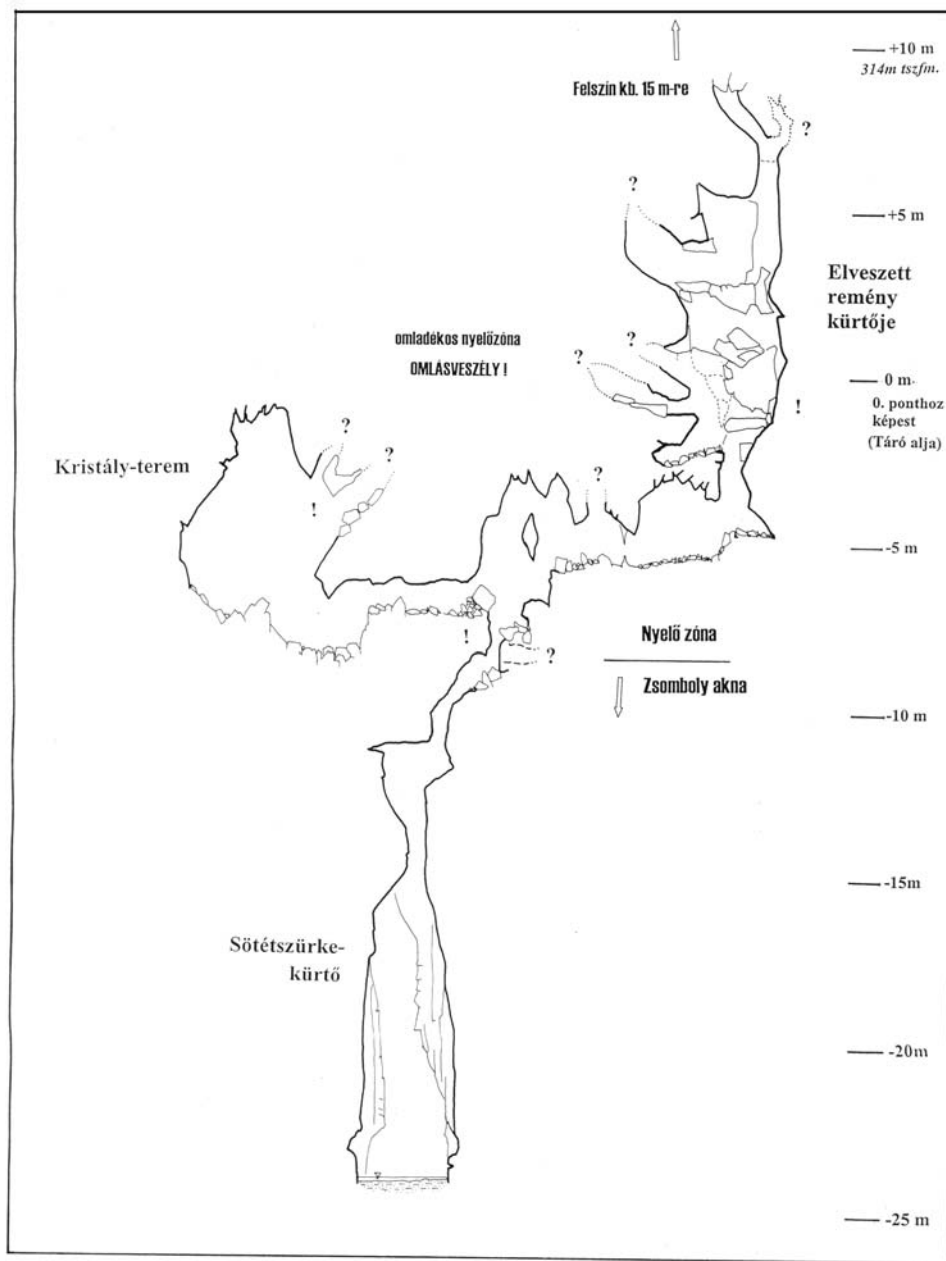 +10 m
314m tszfm.
Felszín kb. 15 m-re
?
?
+5 m
Elveszett
remény
kürtője
omladékos nyelőzóna
OMLÁSVESZÉLY !
?
?
0 m.
0. ponthoz
képest
(Táró alja)
!
Kristály-terem
?
?
!
?
-5 m
!
?
Nyelő zóna
Zsomboly akna
-10 m
-15m
Sötétszürke-
kürtő
-20m
-25 m